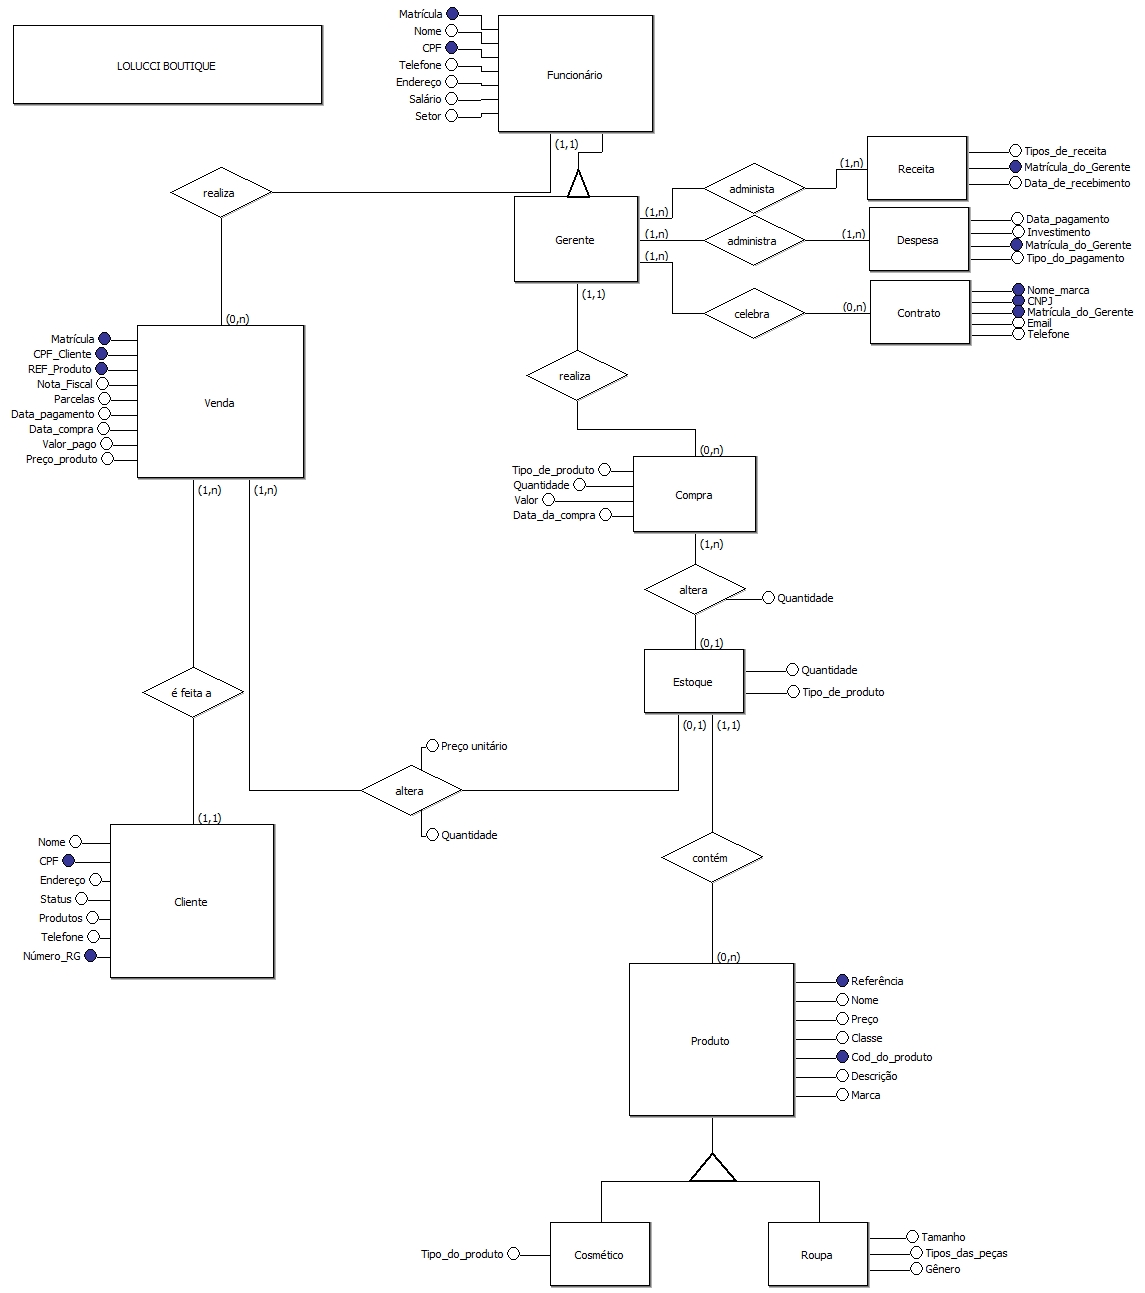 LOLUCCI BOUTIQUE
Matrícula
Nome
CPF
Telefone
Endereço
Salário
Setor
Funcionário
(1,1)
realiza
Gerente
(1,n)
(1,n)
(1,n)
(1,1)
administa
(1,n)
Receita
Tipos_de_receita
Matrícula_do_Gerente
Data_de_recebimento
administra
(1,n)
Despesa
Data_pagamento
Investimento
Matrícula_do_Gerente
Tipo_do_pagamento
celebra
(0,n)
Contrato
Nome_marca
CNPJ
Matrícula_do_Gerente
Email
Telefone
(0,n)
Matrícula
CPF_Cliente
REF_Produto
Nota_Fiscal
Parcelas
Data_pagamento
Data_compra
Valor_pago
Preço_produto
Venda
(1,n)
(1,n)
realiza
(0,n)
Tipo_de_produto
Quantidade
Valor
Data_da_compra
Compra
(1,n)
altera
Quantidade
(0,1)
Estoque
Quantidade
Tipo_de_produto
(0,1)
(1,1)
é feita a
Preço unitário
altera
Quantidade
(1,1)
Nome
CPF
Endereço
Status
Produtos
Telefone
Número_RG
Cliente
contém
(0,n)
Produto
Referência
Nome
Preço
Classe
Cod_do_produto
Descrição
Marca
Tipo_do_produto
Cosmético
Roupa
Tamanho
Tipos_das_peças
Gênero